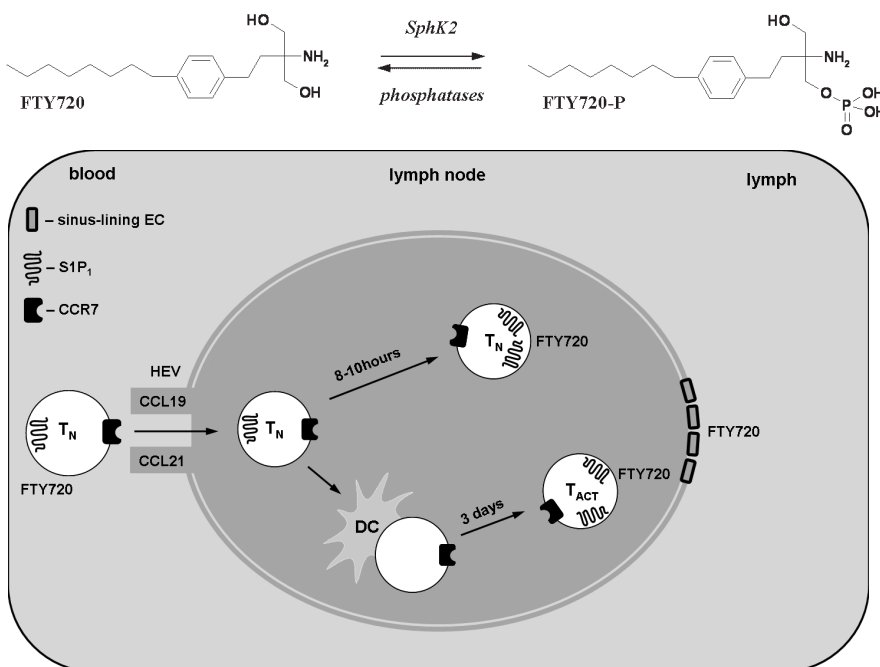 HO
SphK2
HO
NH2
NH2
OH
OH
O
P
OH
O
FTY720
phosphatases
FTY720-P
blood
lymph node
lymph
– sinus-lining EC
– S1P1
– CCR7
HEV
CCL19
CCL21
TN
FTY720
TN
8-10hours
TN
FTY720
DC
3 days
TACT
FTY720
FTY720